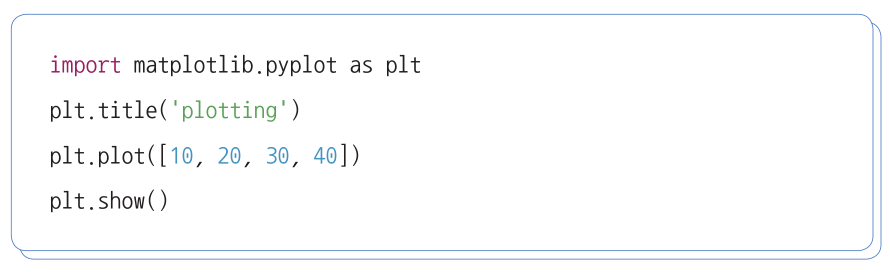 import matplotlib.pyplot as plt
plt.title('plotting')
plt.plot([10, 20, 30, 40])
plt.show()